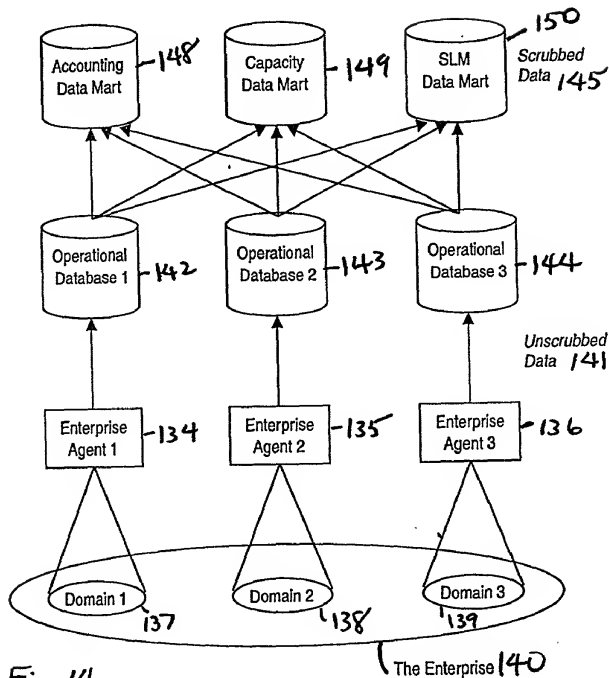 150
Accounting
Data Mart
148
Capacity
Data Mart
149
SLM
Data Mart
Scrubbed
Data 145
Operational
Database 1
142
Operational
Database 2
143
Operational
Database 3
144
Unscrubbed
Data 141
Enterprise
Agent 1
134
Enterprise
Agent 2
135
Enterprise
Agent 3
136
Domain 1
137
Domain 2
138
Domain 3
139
The Enterprise 140
Fig. 14